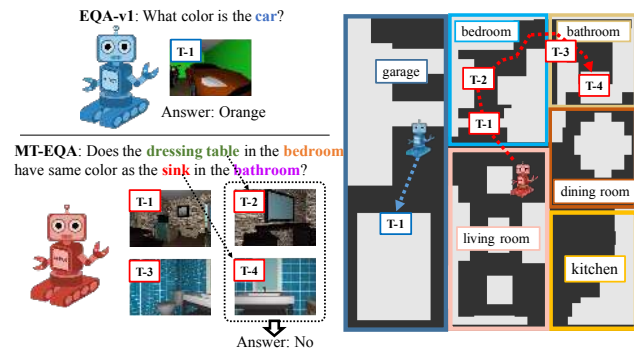 EQA-v1: What color is the car?
T-1
Answer: Orange
MT-EQA: Does the dressing table in the bedroom
have same color as the sink in the bathroom?
T-1
T-2
T-3
T-4
Answer: No
garage
bedroom
bathroom
T-3
T-2
T-4
T-1
dining room
T-1
living room
kitchen